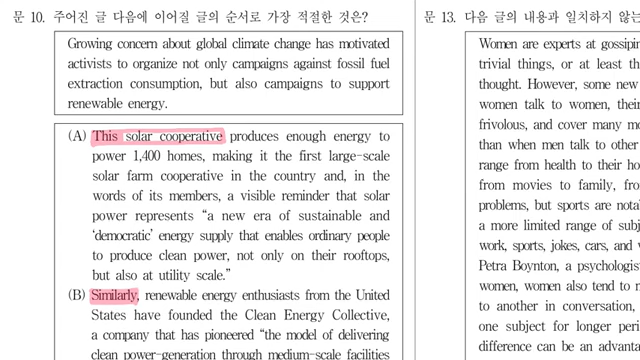 문 10. 주어진 글 다음에 이어질 글의 순서로 가장 적절한 것은?
Growing concern about global climate change has motivated
activists to organize not only campaigns against fossil fuel
extraction consumption, but also campaigns to support
renewable energy.
(A) This solar cooperative produces enough energy to
power 1,400 homes, making it the first large-scale
solar farm cooperative in the country and, in the
words of its members, a visible reminder that solar
power represents “a new era of sustainable and
‘democratic’ energy supply that enables ordinary people
to produce clean power, not only on their rooftops,
but also at utility scale.”
(B) Similarly, renewable energy enthusiasts from the United
States have founded the Clean Energy Collective,
a company that has pioneered “the model of delivering
clean power-generation through medium-scale facilities
문 13. 다음 글의 내용과 일치하지 않는
Women are experts at
trivial things, or at least
thought. However, some new
women talk to women, their
frivolous, and cover many
than when men talk to other
range from health to their
from movies to family,
problems, but sports are
a more limited range of
work, sports, jokes, cars, and
Petra Boynton, a
women, women also tend to
to another in conversation,
one subject for longer
difference can be an